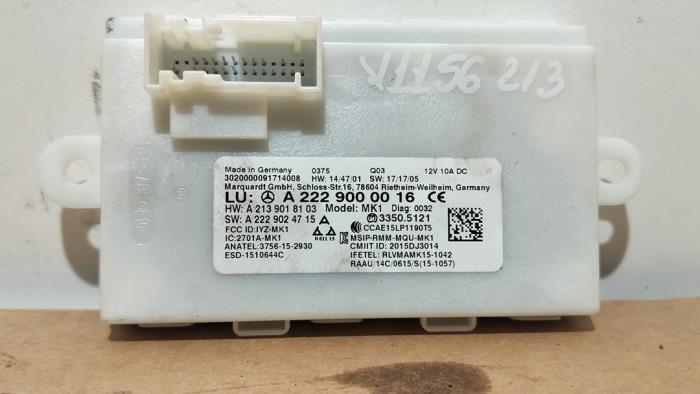 VTT56 213
Made in Germany 0375 Q03 12V 10A DC
3020000091714008 HW: 14/47/01 SW: 17/17/05
Marquardt GmbH, Schloss-Str.16, 78604 Rietheim-Weilheim, Germany
LU: A 222 900 00 16 CE
HW: A 213 901 81 03 Model: MK1 Diag: 0032
SW: A 222 902 47 15 3350.5121
FCC ID:IYZ-MK1 CCAE15LP1190T5
IC:2701A-MK1 R 011 15 MSIP-RMM-MQU-MK1
ANATEL:3756-15-2930 CMIIT ID: 2015DJ3014
ESD-1510644C IFETEL: RLVMAMK15-1042
RAAU/14C/0615/S(15-1057)